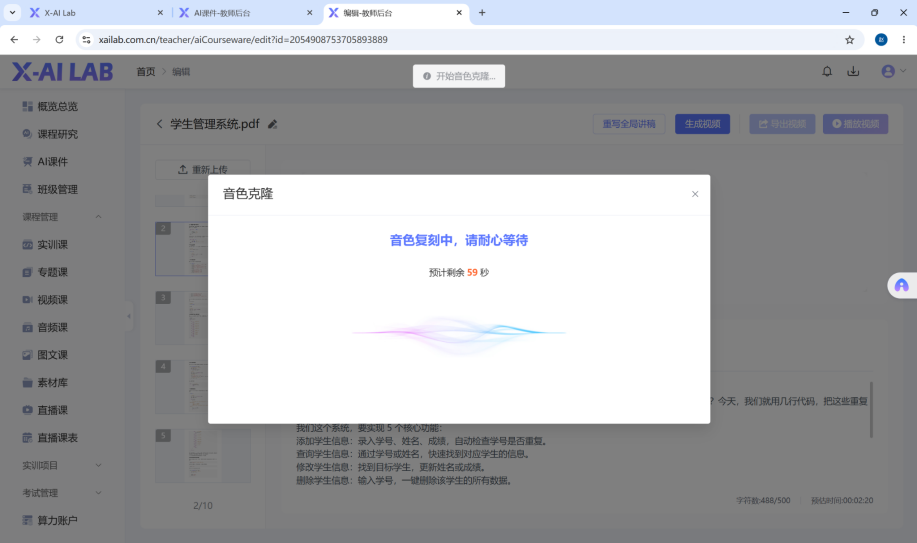 X-AI Lab
AI课件-教师后台
编辑-教师后台
xailab.com.cn/teacher/aiCourseware/edit?id=2054908753705893889
X-AI LAB
首页
编辑
开始音色克隆...
概览总览
课程研究
AI课件
班级管理
课程管理
实训课
专题课
视频课
音频课
图文课
素材库
直播课
直播课表
实训项目
考试管理
算力账户
学生管理系统.pdf
重写全局讲稿
生成视频
导出视频
播放视频
重新上传
2
3
4
5
2/10
音色克隆
音色复刻中，请耐心等待
预计剩余 59 秒
？今天，我们就用几行代码，把这些重复
我们这个系统，要实现 5 个核心功能：
添加学生信息：录入学号、姓名、成绩，自动检查学号是否重复。
查询学生信息：通过学号或姓名，快速找到对应学生的信息。
修改学生信息：找到目标学生，更新姓名或成绩。
删除学生信息：输入学号，一键删除该学生的所有数据。
字符数:488/500
预估时间:00:02:20